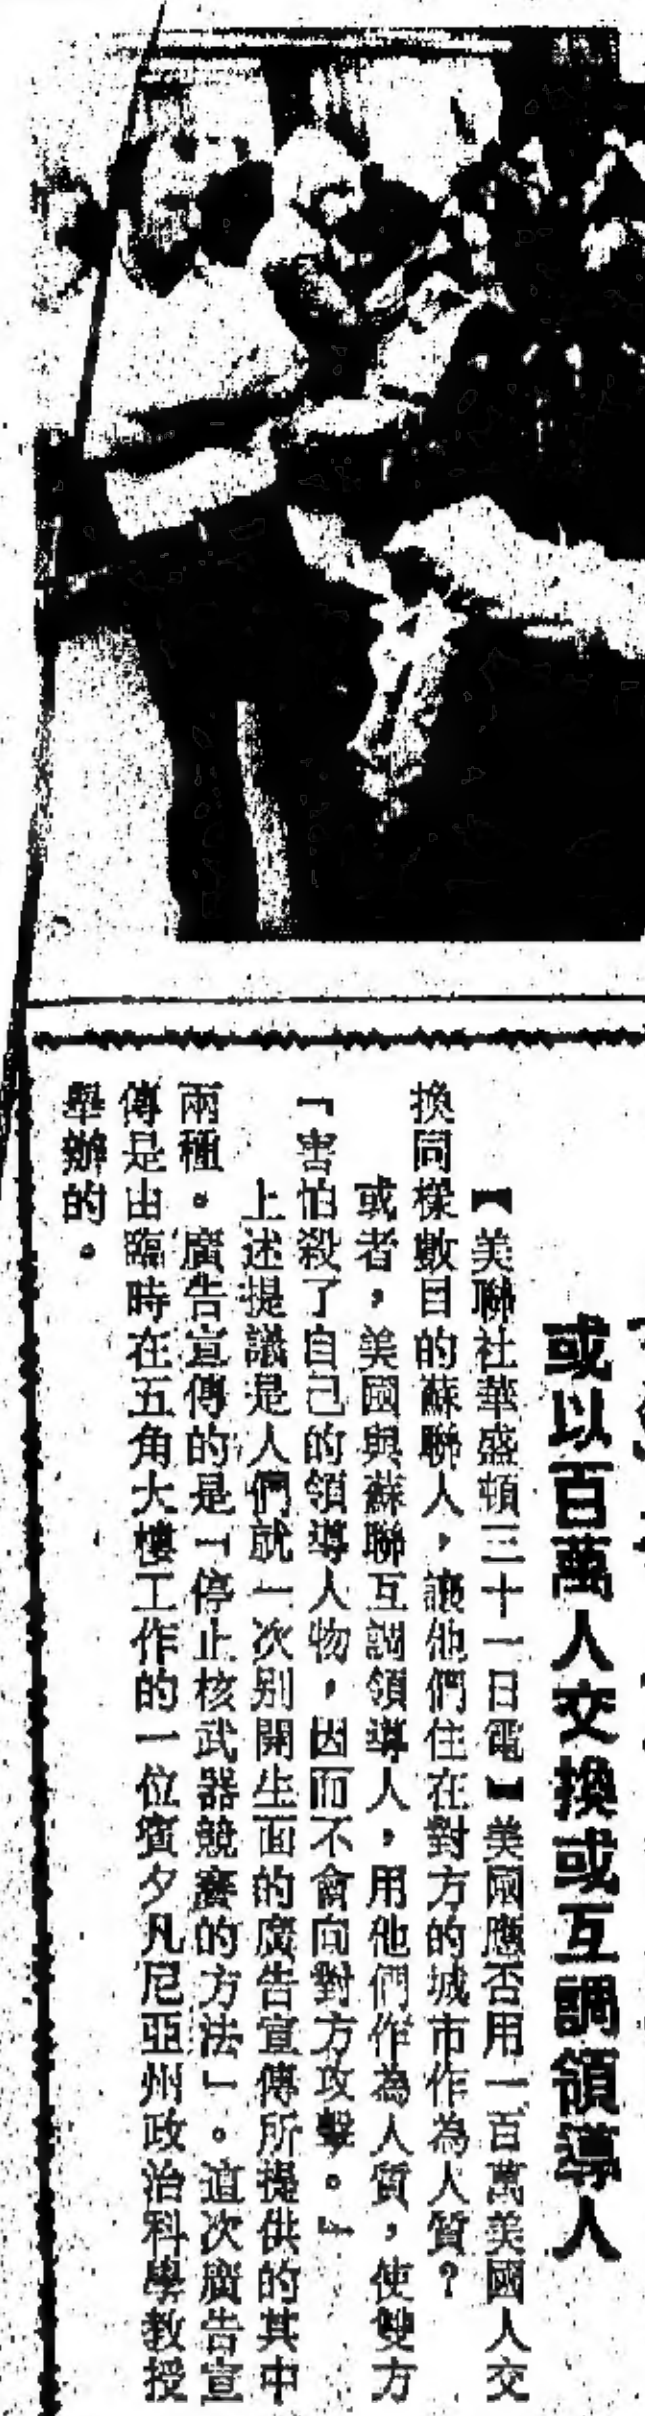 或以百萬人交換或互調領導人
【美聯社華盛頓三十一日電】美國應否用一百萬美國人交
換同樣數目的蘇聯人，讓他們住在對方的城市作為人質？
或者，美國與蘇聯互調領導人，用他們作為人質，使雙方
「害怕殺了自己的領導人物，因而不會向對方攻擊。」
上述提議是人們就一次別開生面的廣告宣傳所提供的其中
兩種。廣告宣傳的是「停止核武器競賽的方法」。這次廣告宣
傳是由臨時在五角大樓工作的一位賓夕凡尼亞州政治科學教授
舉辦的。